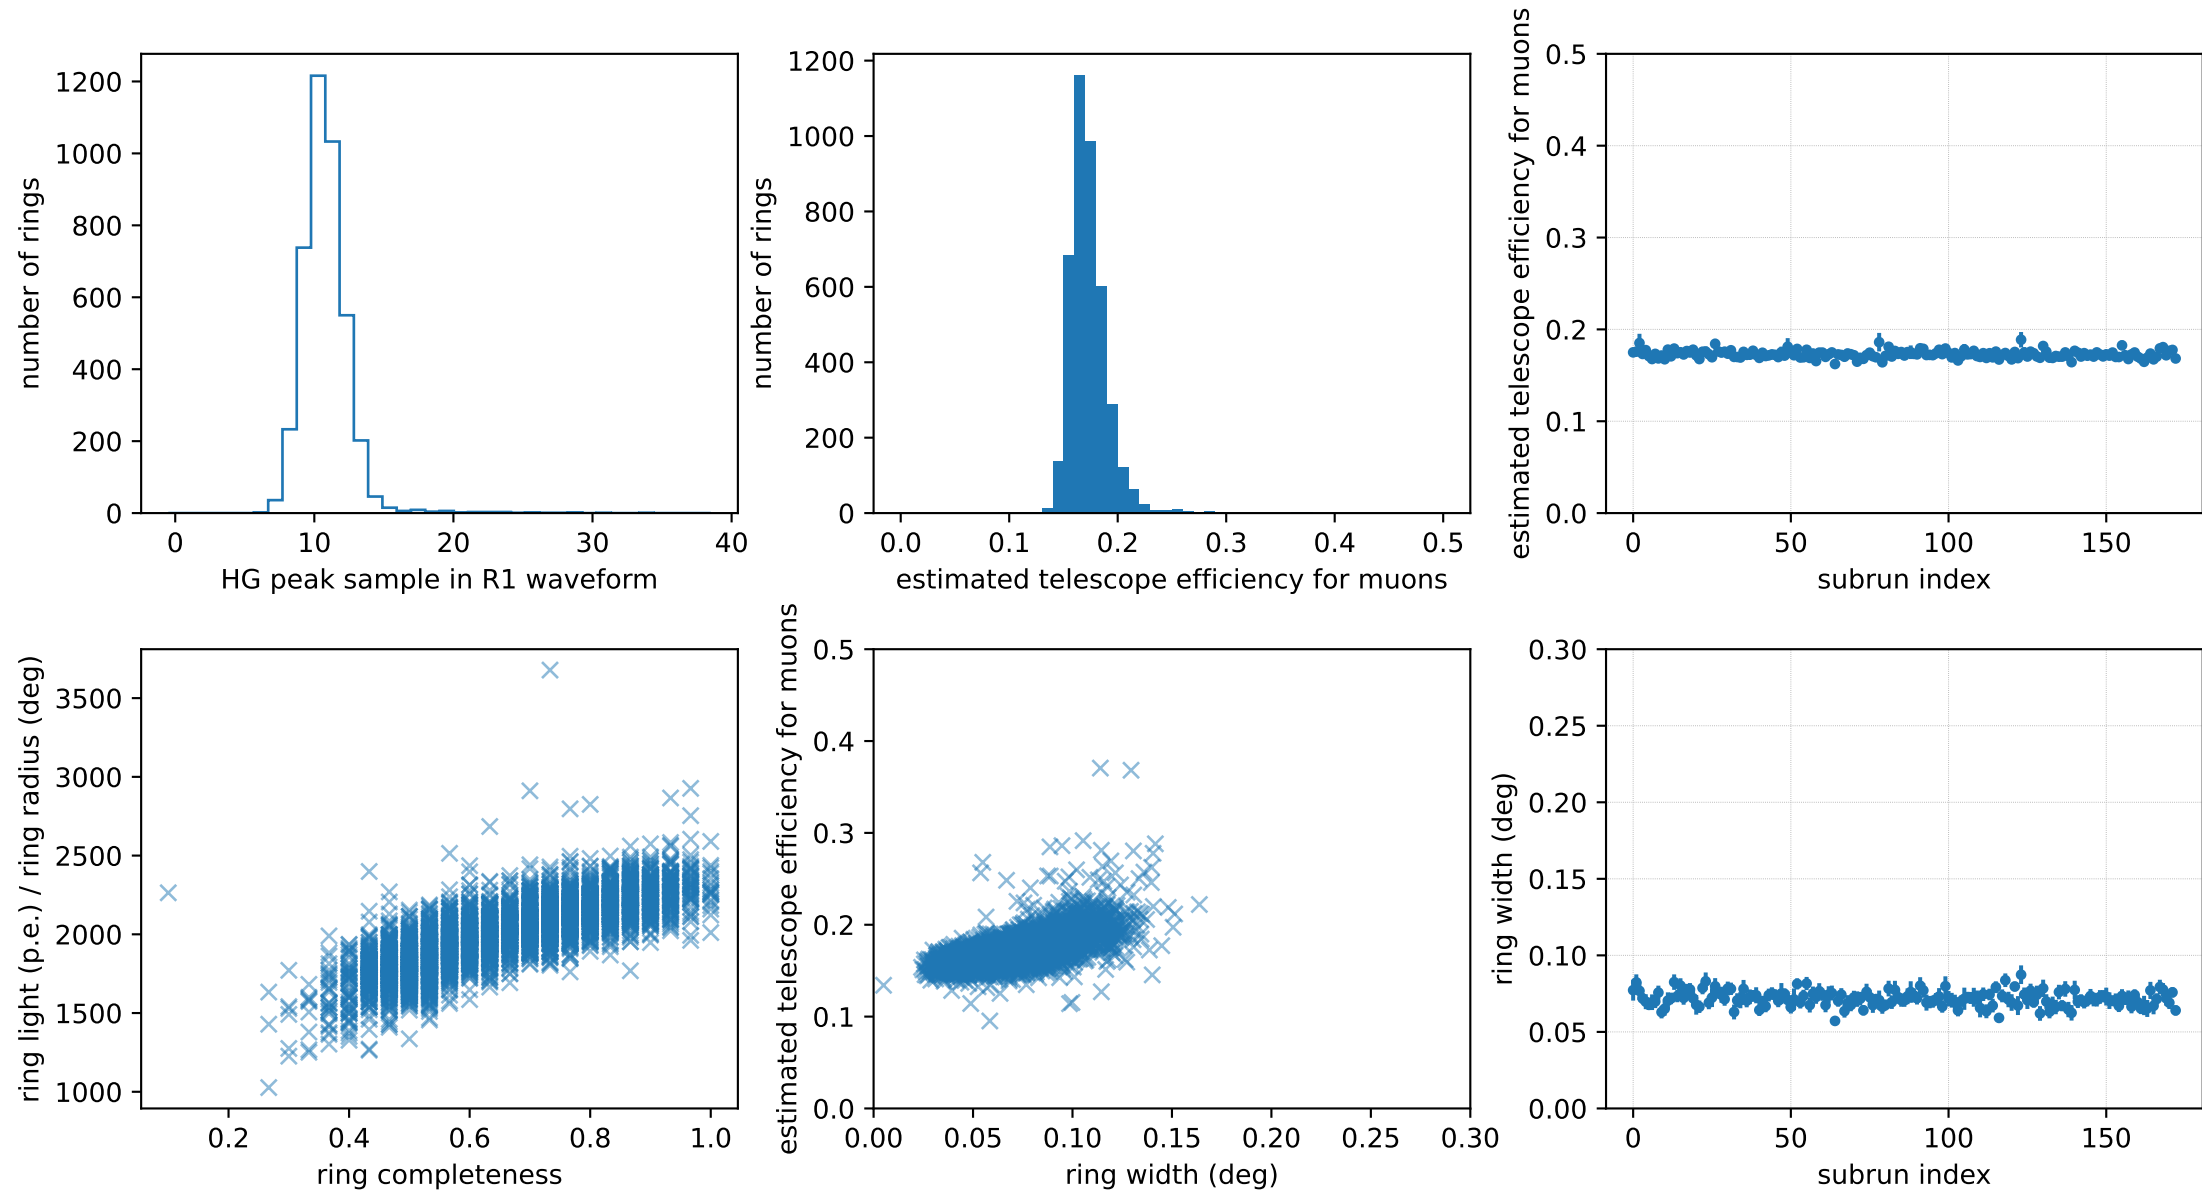 number of rings
1200
1000
800
600
400
200
0
0 10 20 30 40
HG peak sample in R1 waveform
number of rings
1200
1000
800
600
400
200
0
0.0 0.1 0.2 0.3 0.4 0.5
estimated telescope efficiency for muons
estimated telescope efficiency for muons
0.5
0.4
0.3
0.2
0.1
0.0
0 50 100 150
subrun index
ring light (p.e.) / ring radius (deg)
3500
3000
2500
2000
1500
1000
0.2 0.4 0.6 0.8 1.0
ring completeness
estimated telescope efficiency for muons
0.5
0.4
0.3
0.2
0.1
0.0
0.00 0.05 0.10 0.15 0.20 0.25 0.30
ring width (deg)
ring width (deg)
0.30
0.25
0.20
0.15
0.10
0.05
0.00
0 50 100 150
subrun index